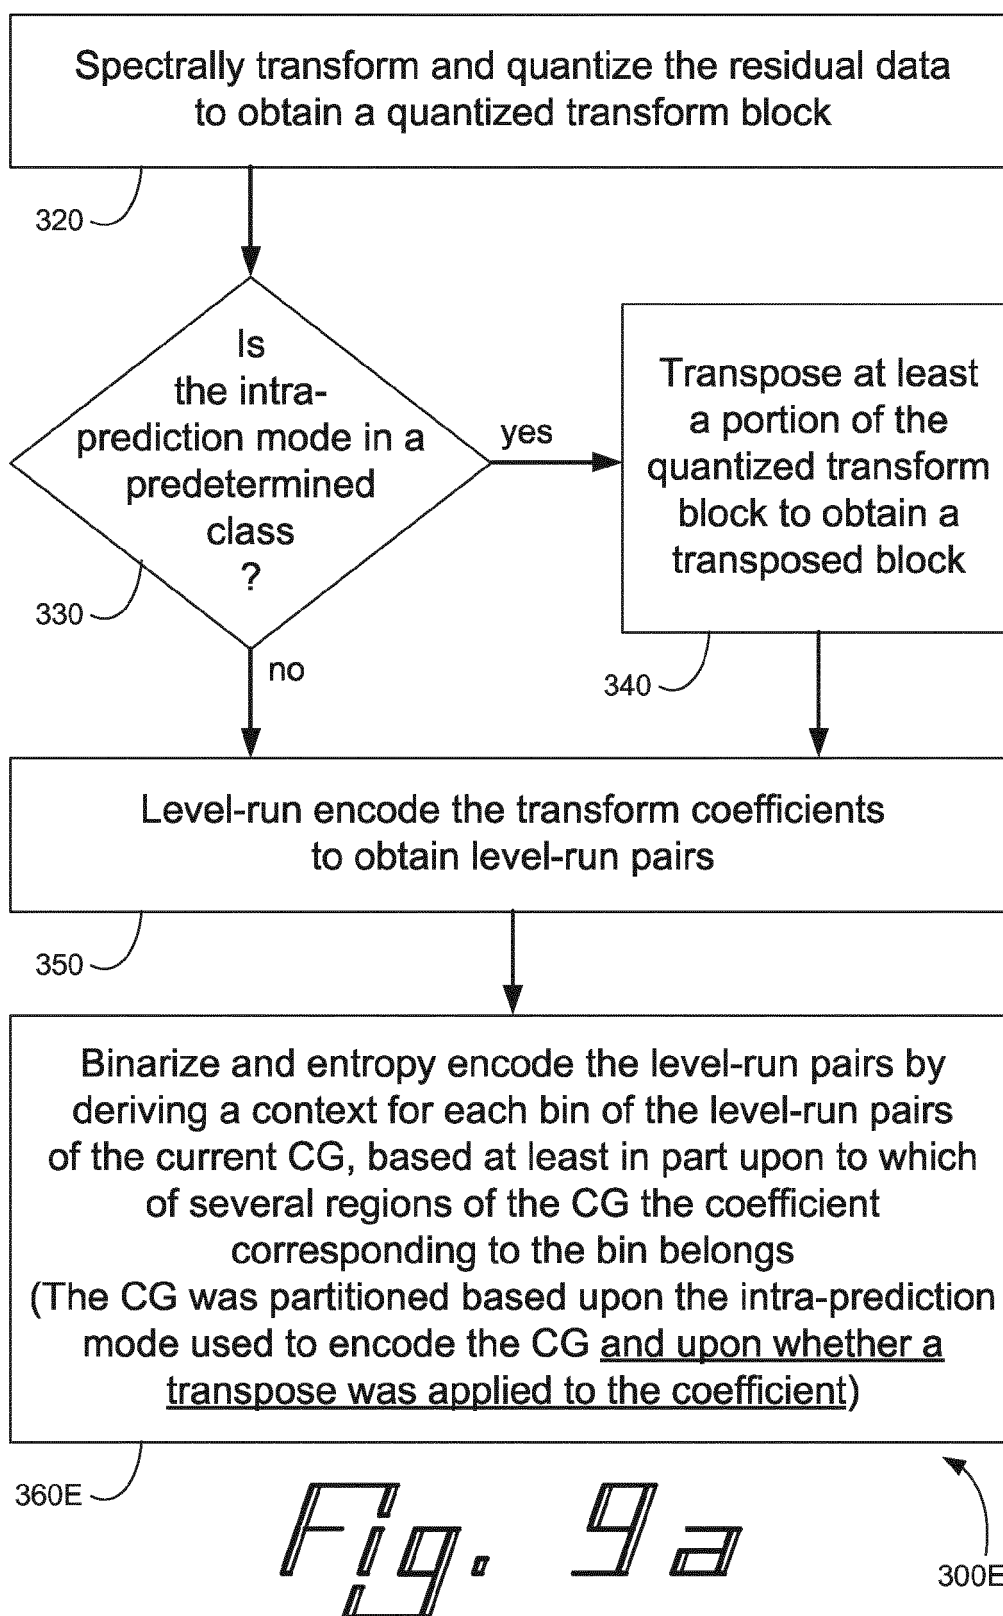 Spectrally transform and quantize the residual data
to obtain a quantized transform block
320
Is
the intra-
prediction mode in a
predetermined
class
?
330
yes
no
Transpose at least
a portion of the
quantized transform
block to obtain a
transposed block
340
Level-run encode the transform coefficients
to obtain level-run pairs
350
Binarize and entropy encode the level-run pairs by
deriving a context for each bin of the level-run pairs
of the current CG, based at least in part upon to which
of several regions of the CG the coefficient
corresponding to the bin belongs
(The CG was partitioned based upon the intra-prediction
mode used to encode the CG and upon whether a
transpose was applied to the coefficient)
360E
300E
Fig. 9a